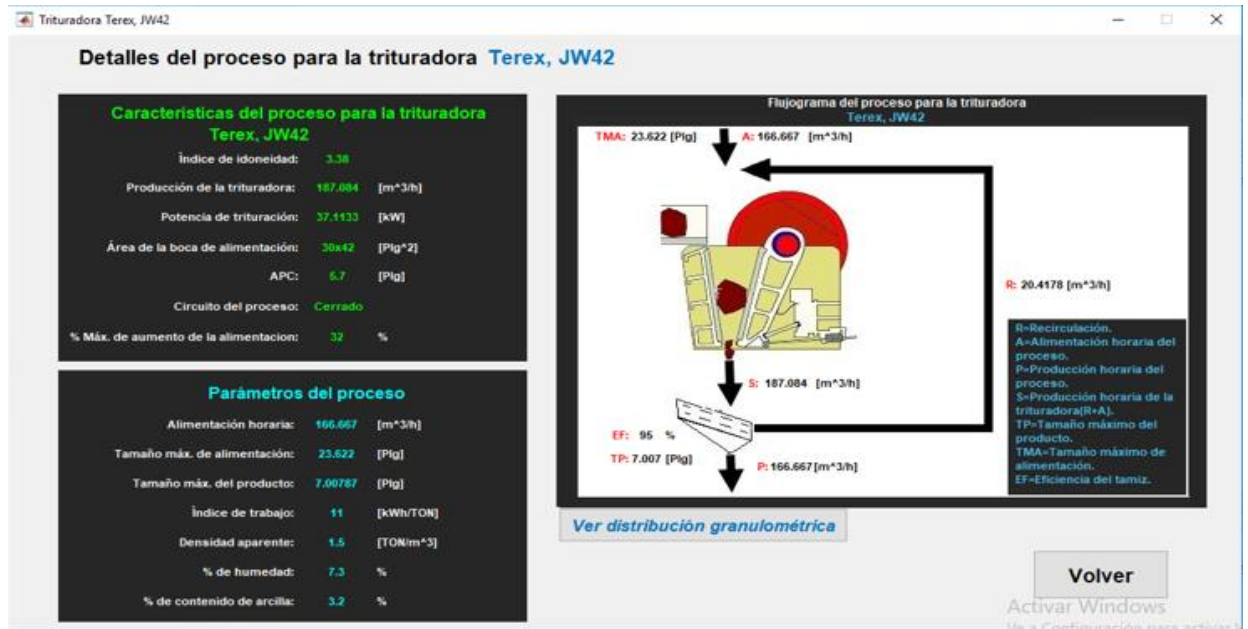 Trituradora Terex, JW42
Detalles del proceso para la trituradora Terex, JW42
Características del proceso para la trituradora
Terex, JW42
Ìndice de idoneidad: 3.38
Producción de la trituradora: 187.084 [m^3/h]
Potencia de trituración: 37.1133 [kW]
Área de la boca de alimentación: 30x42 [Plg^2]
APC: 5.7 [Plg]
Circuito del proceso: Cerrado
% Máx. de aumento de la alimentacion: 32 %
Parámetros del proceso
Alimentación horaria: 166.667 [m^3/h]
Tamaño máx. de alimentación: 23.622 [Plg]
Tamaño máx. del producto: 7.00787 [Plg]
Ìndice de trabajo: 11 [kWh/TON]
Densidad aparente: 1.5 [TON/m^3]
% de humedad: 7.3 %
% de contenido de arcilla: 3.2 %
Flujograma del proceso para la trituradora
Terex, JW42
TMA: 23.622 [Plg] A: 166.667 [m^3/h]
R: 20.4178 [m^3/h]
S: 187.084 [m^3/h]
EF: 95 %
TP: 7.007 [Plg]
P: 166.667 [m^3/h]
R=Recirculación.
A=Alimentación horaria del
proceso.
P=Producción horaria del
proceso.
S=Producción horaria de la
trituradora(R+A).
TP=Tamaño máximo del
producto.
TMA=Tamaño máximo de
alimentación.
EF=Eficiencia del tamiz.
Ver distribución granulométrica
Volver
Activar Windows
Ve a Configuración para activar